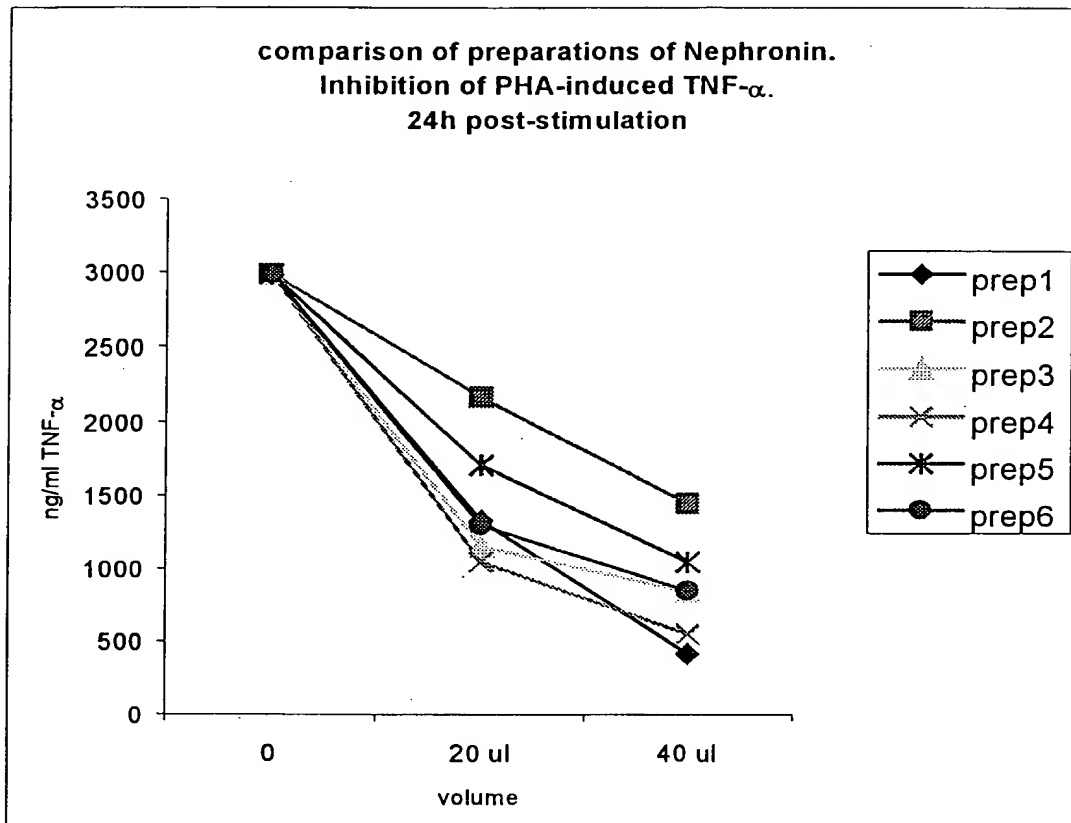 comparison of preparations of Nephronin.
Inhibition of PHA-induced TNF-α.
24h post-stimulation
3500
3000
2500
2000
1500
1000
500
0
ng/ml TNF-α
0
20 ul
40 ul
volume
prep1
prep2
prep3
prep4
prep5
prep6